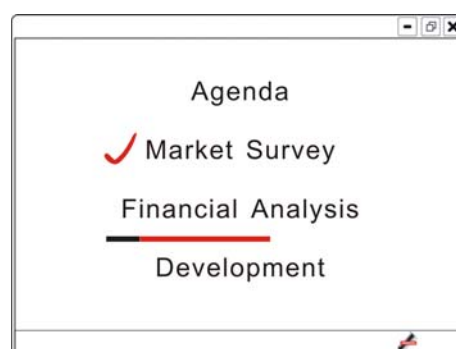 Agenda
Market Survey
Financial Analysis
Development